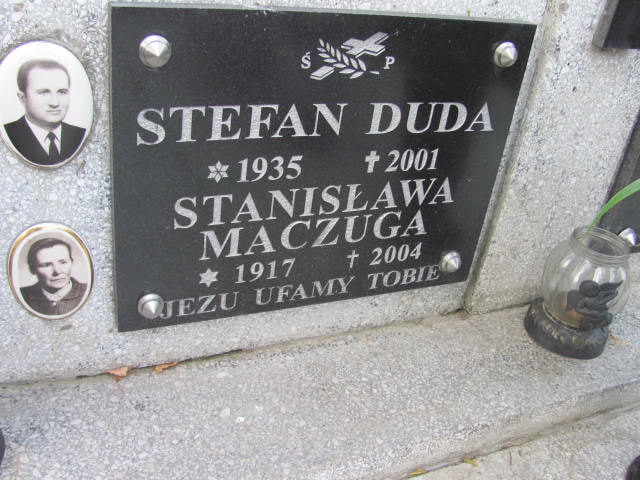 Ś P
STEFAN DUDA
1935 2001
STANISŁAWA
MACZUGA
1917 2004
JEZU UFAMY TOBIE